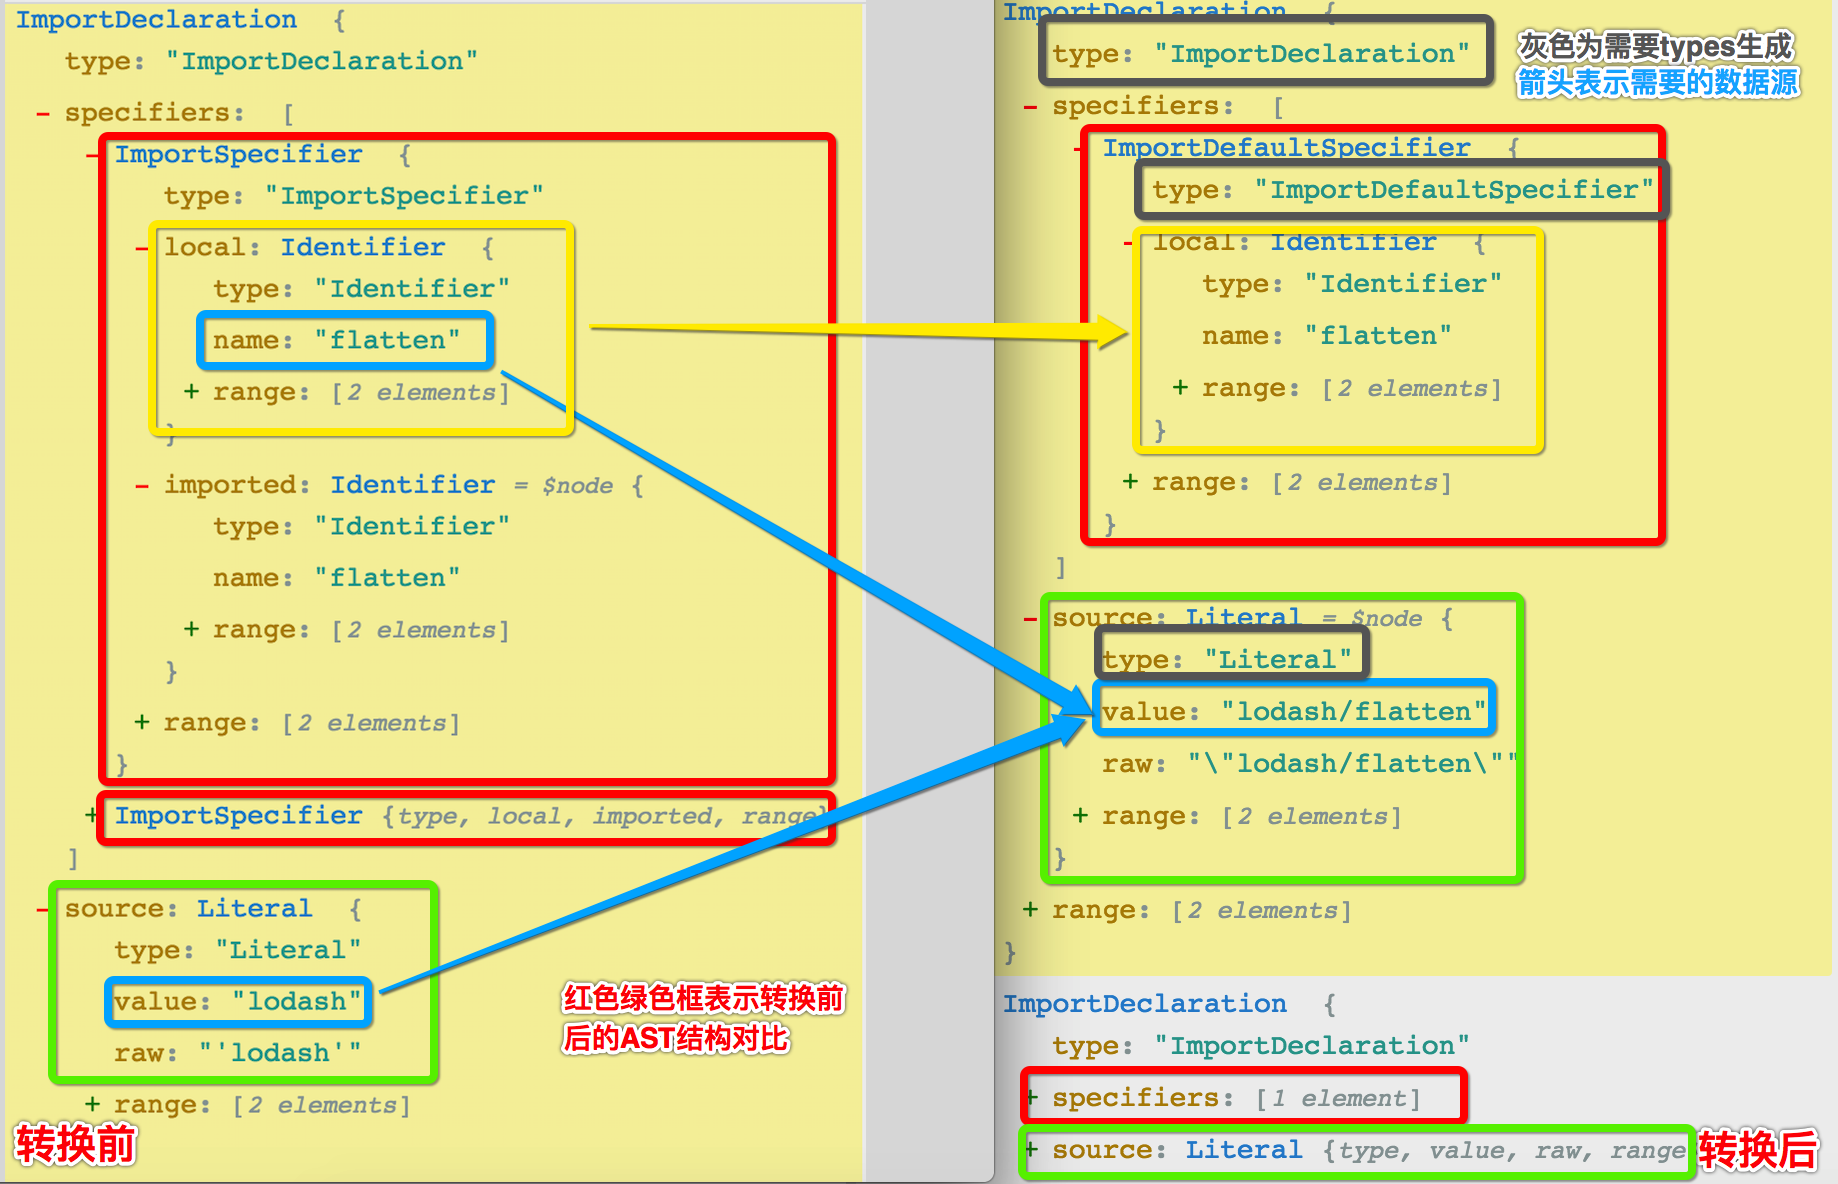 ImportDeclaration {
type: "ImportDeclaration"
- specifiers: [
- ImportSpecifier {
type: "ImportSpecifier"
- local: Identifier {
type: "Identifier"
name: "flatten"
+ range: [2 elements]
}
- imported: Identifier = $node {
type: "Identifier"
name: "flatten"
+ range: [2 elements]
}
+ range: [2 elements]
}
+ ImportSpecifier {type, local, imported, range}
]
- source: Literal {
type: "Literal"
value: "lodash"
raw: "'lodash'"
+ range: [2 elements]
转换前
红色绿色框表示转换前
后的AST结构对比
ImportDeclaration {
type: "ImportDeclaration"
- specifiers: [
- ImportDefaultSpecifier {
type: "ImportDefaultSpecifier"
- local: Identifier {
type: "Identifier"
name: "flatten"
+ range: [2 elements]
}
+ range: [2 elements]
}
]
- source: Literal = $node {
type: "Literal"
value: "lodash/flatten"
raw: "\"lodash/flatten\""
+ range: [2 elements]
}
+ range: [2 elements]
}
ImportDeclaration {
type: "ImportDeclaration"
+ specifiers: [1 element]
+ source: Literal {type, value, raw, range
转换后
灰色为需要types生成
箭头表示需要的数据源